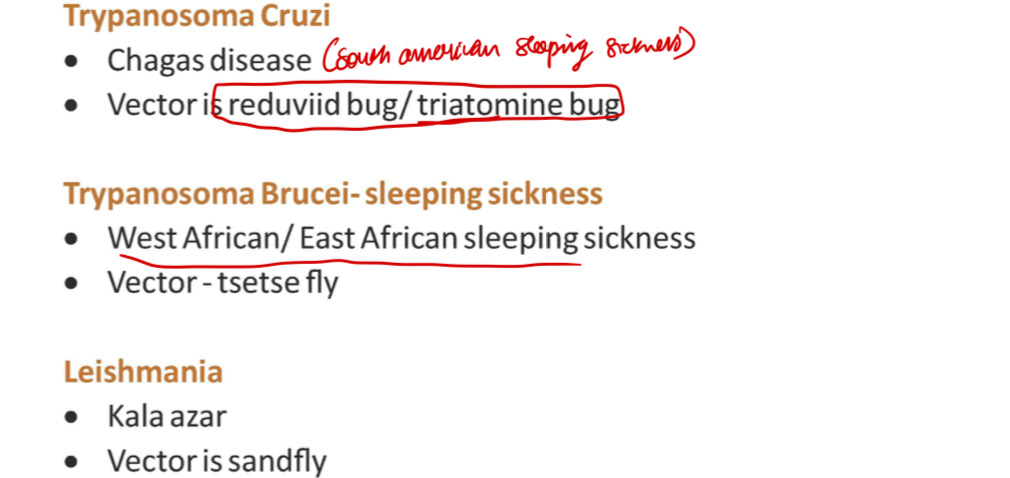 Trypanosoma Cruzi
• Chagas disease (south american sleeping sickness)
• Vector is reduviid bug/ triatomine bug
Trypanosoma Brucei- sleeping sickness
• West African/ East African sleeping sickness
• Vector - tsetse fly
Leishmania
• Kala azar
• Vector is sandfly